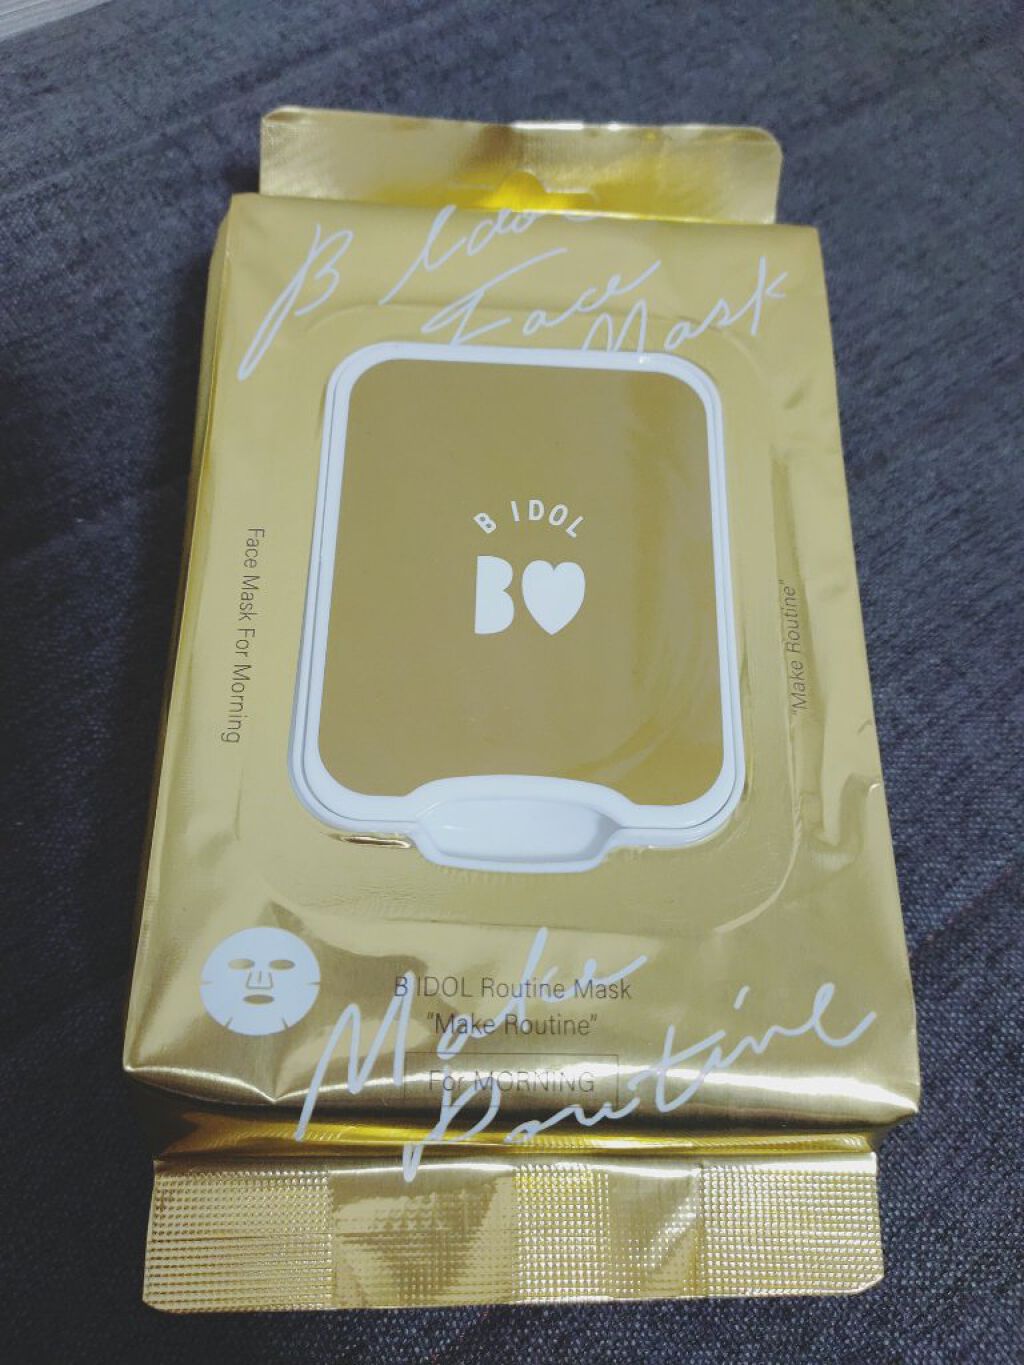 B Idol
Face
Mask
B IDOL
B
Face Mask For Morning
"Make Routine"
B IDOL Routine Mask
"Make Routine"
For MORNING
Make
Routine